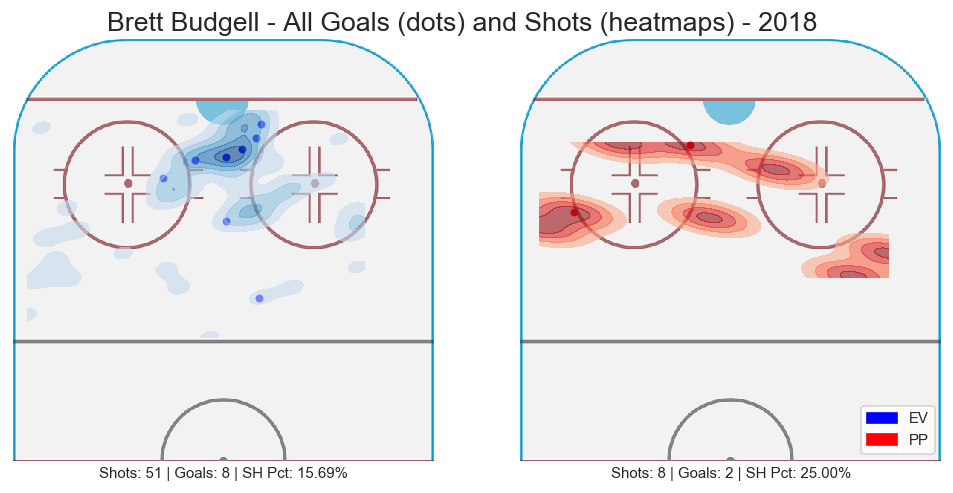 Brett Budgell - All Goals (dots) and Shots (heatmaps) - 2018
EV
PP
Shots: 51 | Goals: 8 | SH Pct: 15.69%
Shots: 8 | Goals: 2 | SH Pct: 25.00%